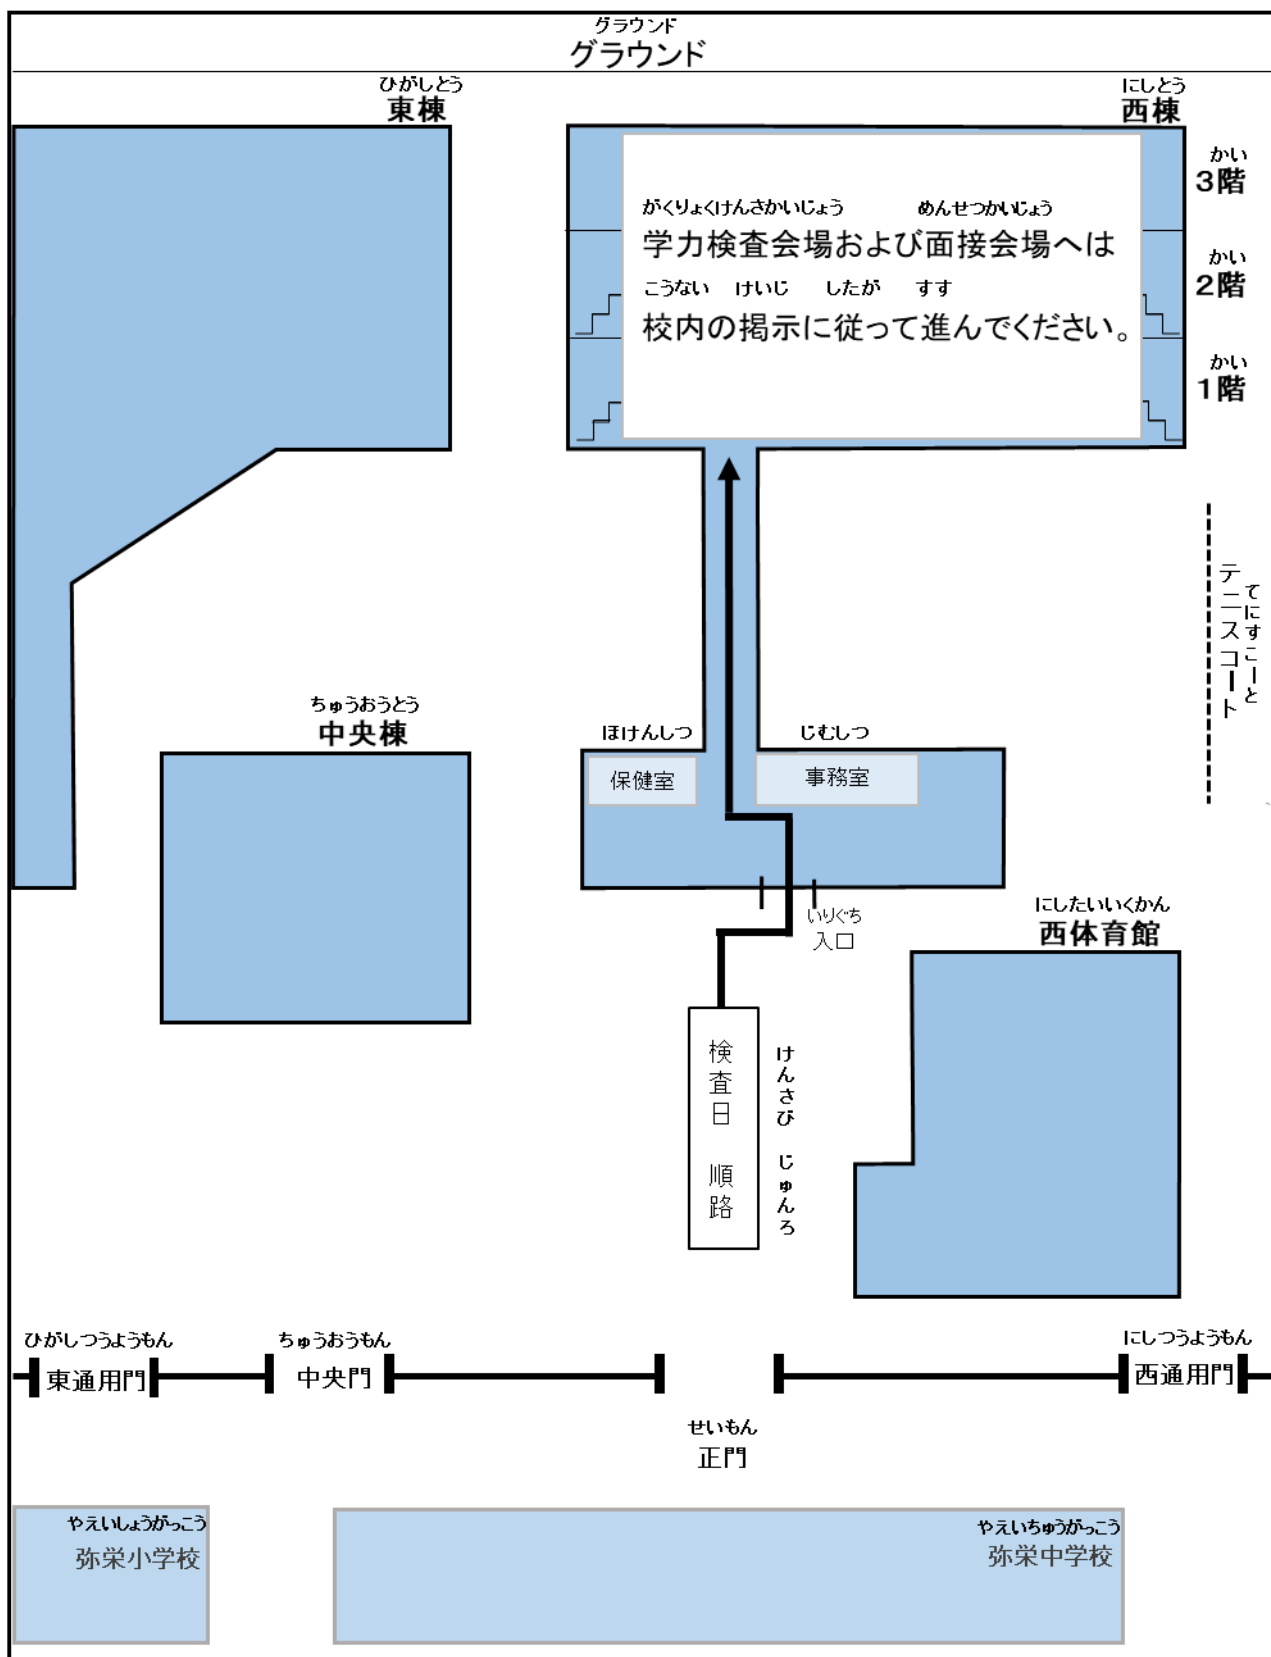 グラウンド
グラウンド
ひがしとう
東棟
にしとう
西棟
かい
3階
がくりょくけんさかいじょう めんせつかいじょう
学力検査会場および面接会場へは
こうない けいじ したが すす
校内の掲示に従って進んでください。
かい
2階
かい
1階
てにすこーと
テニスコート
ちゅうおうとう
中央棟
ほけんしつ
保健室
じむしつ
事務室
いりぐち
入口
にしたいいくかん
西体育館
けんさび じゅんろ
検査日 順路
ひがしつうようもん
東通用門
ちゅうおうもん
中央門
にしつうようもん
西通用門
せいもん
正門
やえいしょうがっこう
弥栄小学校
やえいちゅうがっこう
弥栄中学校